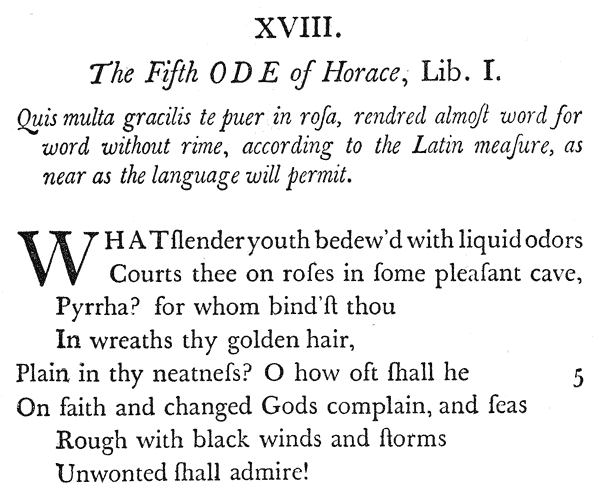 XVIII.
The Fifth ODE of Horace, Lib. I.
Quis multa gracilis te puer in roſa, rendred almoſt word for
word without rime, according to the Latin meaſure, as
near as the language will permit.
WHAT ſlender youth bedew'd with liquid odors
Courts thee on roſes in ſome pleaſant cave,
Pyrrha? for whom bind'ſt thou
In wreaths thy golden hair,
Plain in thy neatneſs? O how oft ſhall he 5
On faith and changed Gods complain, and ſeas
Rough with black winds and ſtorms
Unwonted ſhall admire!